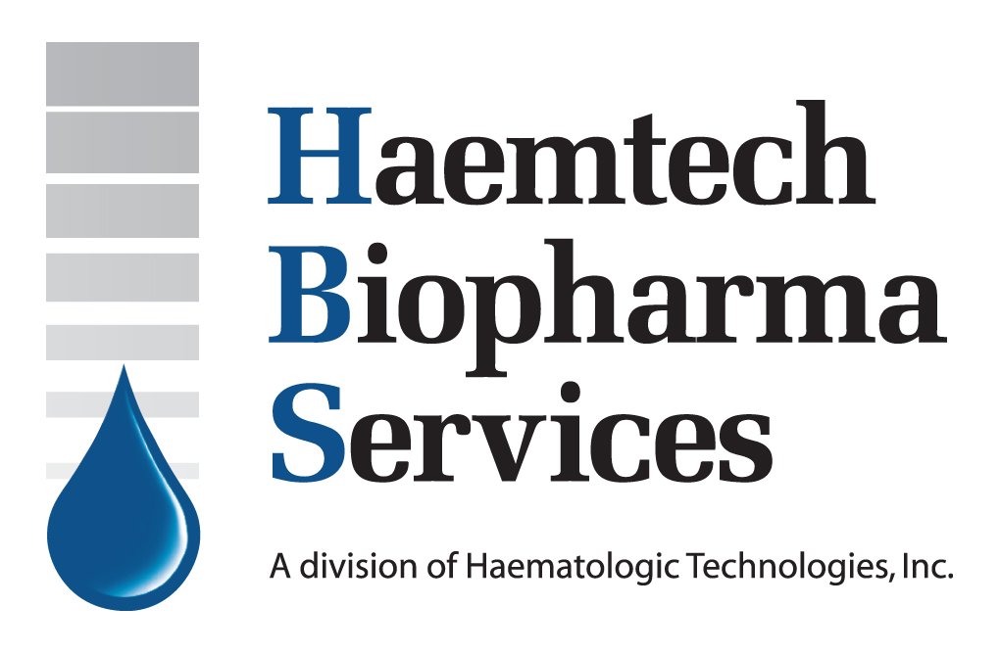 Haemtech
Biopharma
Services
A division of Haematologic Technologies, Inc.